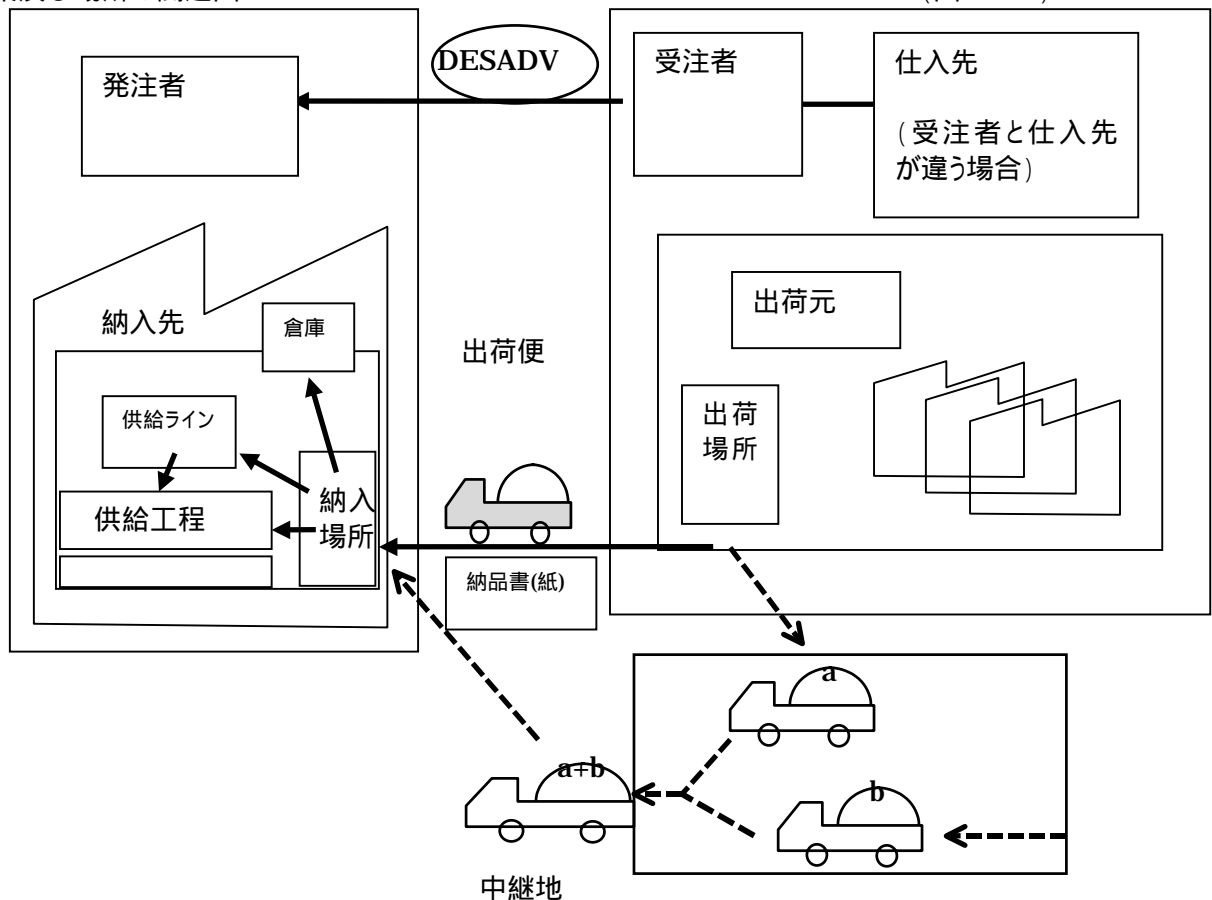 DESADV
発注者
受注者
仕入先
(受注者と仕入先
が違う場合)
納入先
倉庫
出荷便
出荷元
供給ライン
出荷
場所
納入
場所
供給工程
納品書(紙)
a
a+b
b
中継地